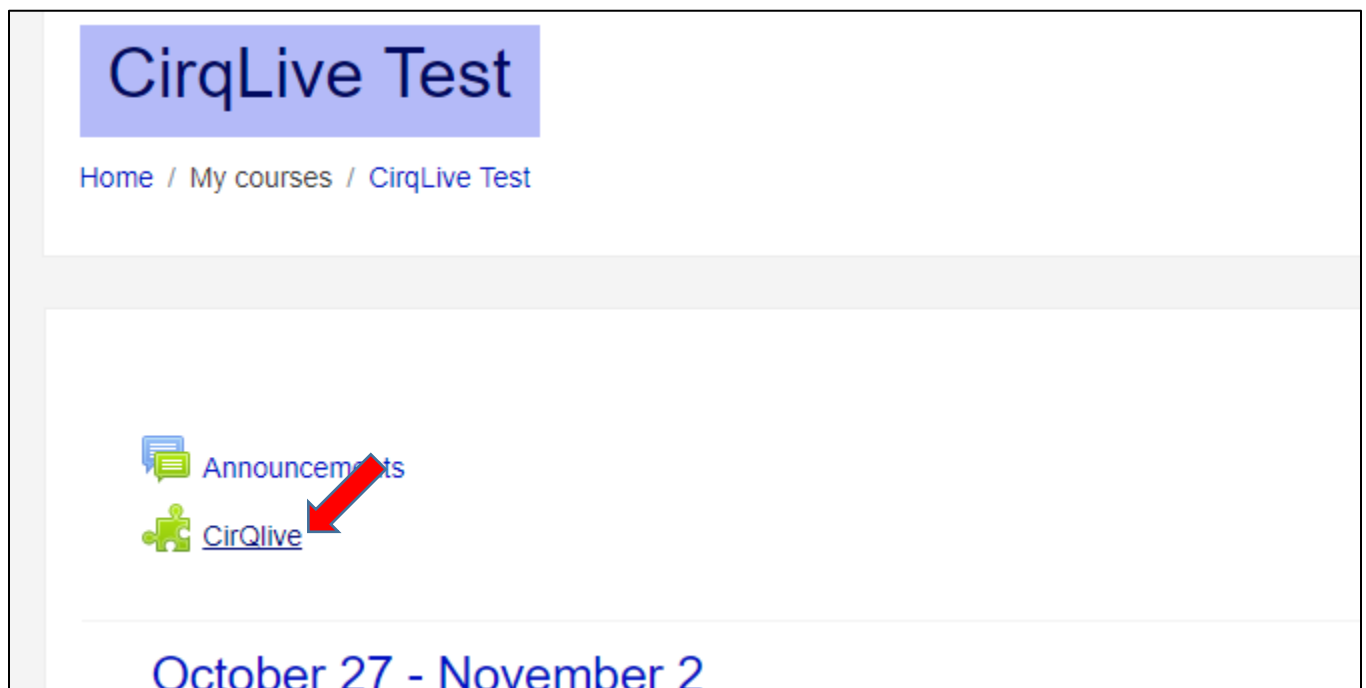 CirqLive Test
Home / My courses / CirqLive Test
Announcements
CirQlive
October 27 - November 2